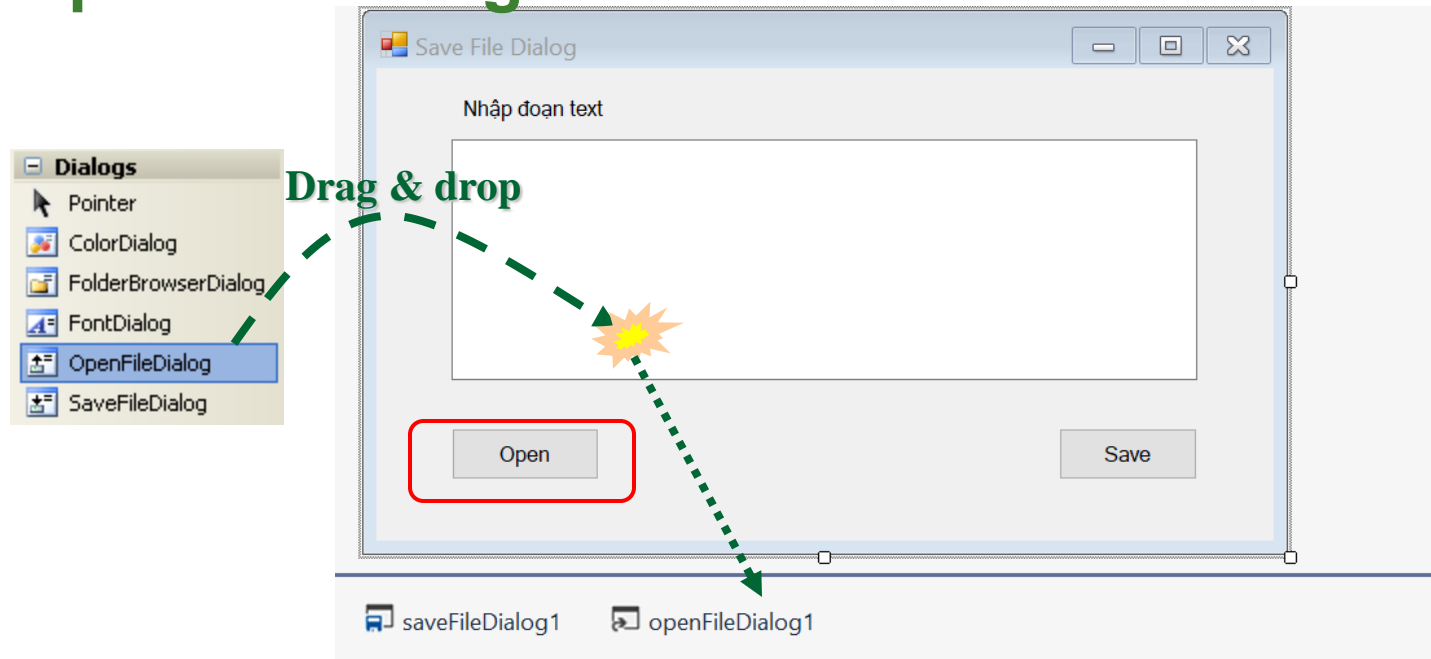 Save File Dialog
Nhập đoạn text
Dialogs
Pointer
ColorDialog
FolderBrowserDialog
FontDialog
OpenFileDialog
SaveFileDialog
Drag & drop
Open
Save
saveFileDialog1
openFileDialog1